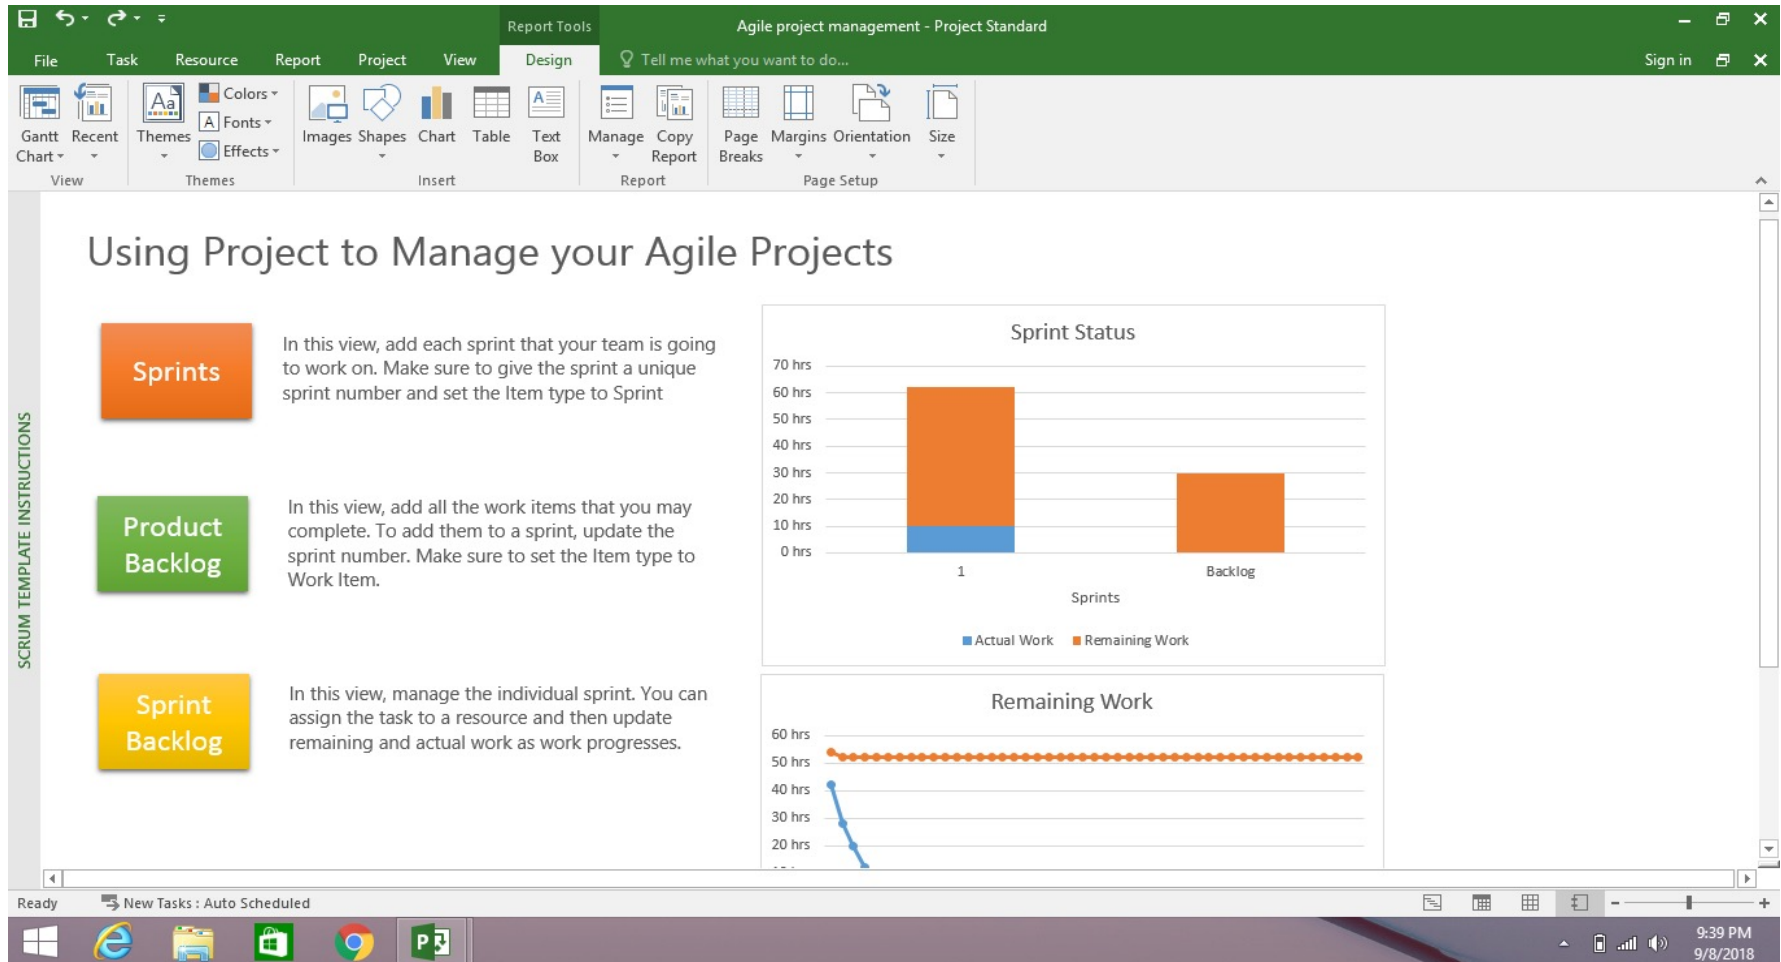 Report Tools
Agile project management - Project Standard
File Task Resource Report Project View Design Tell me what you want to do... Sign in
Gantt Chart
Recent
Themes
Colors
Fonts
Effects
Images
Shapes
Chart
Table
Text Box
Manage
Copy Report
Page Breaks
Margins
Orientation
Size
View Themes Insert Report Page Setup
SCRUM TEMPLATE INSTRUCTIONS
Using Project to Manage your Agile Projects
Sprints
In this view, add each sprint that your team is going
to work on. Make sure to give the sprint a unique
sprint number and set the Item type to Sprint
Product
Backlog
In this view, add all the work items that you may
complete. To add them to a sprint, update the
sprint number. Make sure to set the Item type to
Work Item.
Sprint
Backlog
In this view, manage the individual sprint. You can
assign the task to a resource and then update
remaining and actual work as work progresses.
Sprint Status
70 hrs
60 hrs
50 hrs
40 hrs
30 hrs
20 hrs
10 hrs
0 hrs
1 Backlog
Sprints
Actual Work Remaining Work
Remaining Work
60 hrs
50 hrs
40 hrs
30 hrs
20 hrs
Ready New Tasks : Auto Scheduled
9:39 PM
9/8/2018